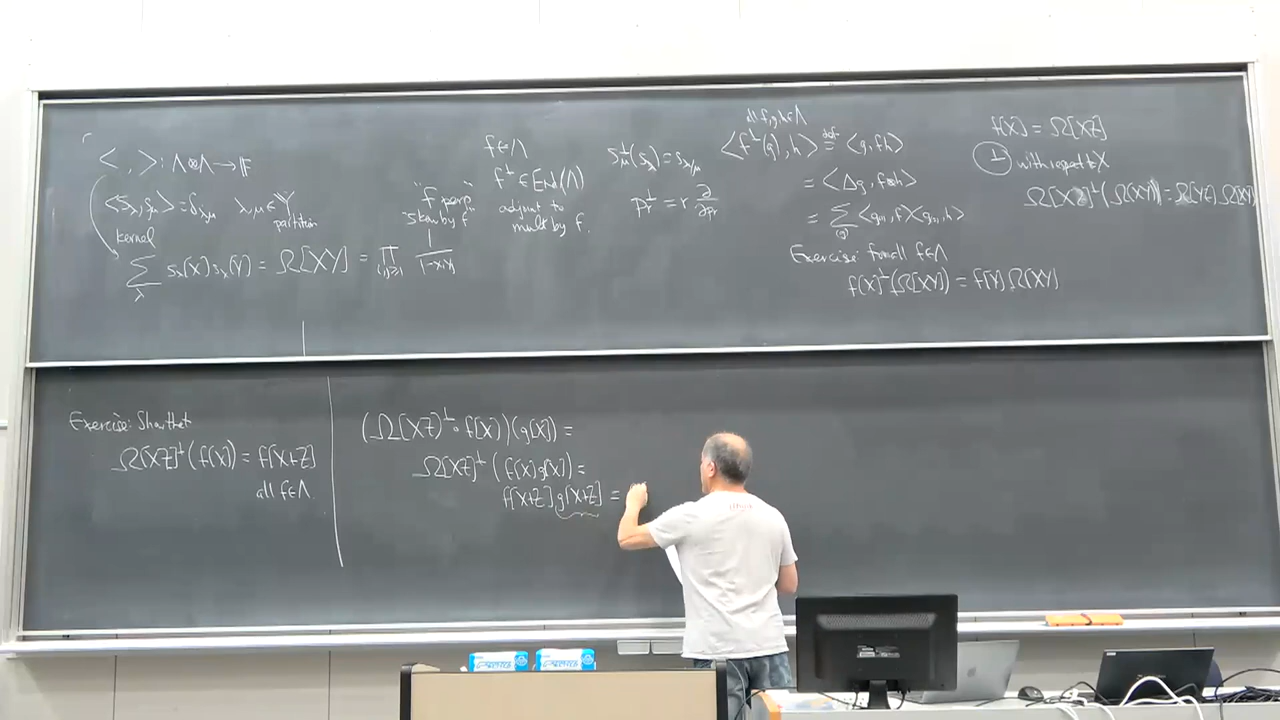 < , > : Λ⊗Λ → F
<s_λ, s_μ> = δ_{λ,μ} λ,μ ∈ Y
partition
kernel
∑_λ s_λ[X] s_λ[Y] = Ω[XY] = ∏_{i,j≥1} 1/(1-x_i y_j)
"f perp"
"skew by f"
f ∈ Λ
f^⊥ ∈ End(Λ)
adjoint to
mult by f.
s_μ^⊥(s_λ) = s_{λ/μ}
p_r^⊥ = r ∂/∂p_r
all f,g,h ∈ Λ
<f^⊥(g), h> def= <g, fh>
= <Δg, f⊗h>
= ∑_{(g)} <g_{(1)}, f><g_{(2)}, h>
Exercise: for all f∈Λ
f[X]^⊥(Ω[XY]) = f[Y] Ω[XY]
f[X] = Ω[XZ]
⊥ with respect to X
Ω[XZ]^⊥(Ω[XY]) = Ω[YZ] Ω[XY]
Exercise: Show that
Ω[XZ]^⊥(f[X]) = f[X+Z]
all f∈Λ.
(Ω[XZ]^⊥ ∘ f[X])(g[X]) =
Ω[XZ]^⊥(f[X]g[X]) =
f[X+Z]g[X+Z] =